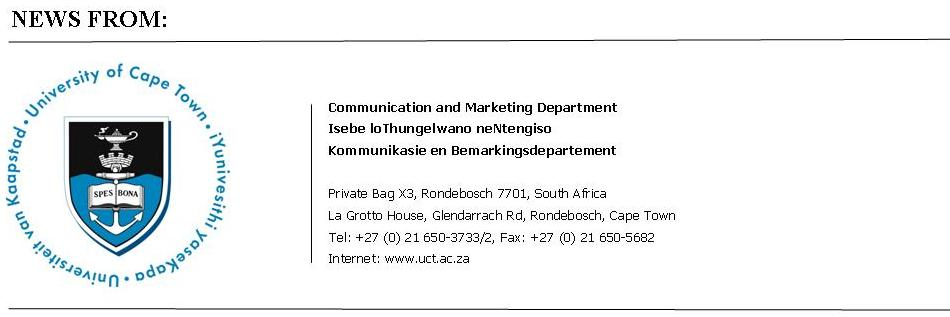 NEWS FROM:
University of Cape Town • iYunivesithi yaseKapa • Universiteit van Kaapstad •
SPES BONA
Communication and Marketing Department
Isebe loThungelwano neNtengiso
Kommunikasie en Bemarkingsdepartement
Private Bag X3, Rondebosch 7701, South Africa
La Grotto House, Glendarrach Rd, Rondebosch, Cape Town
Tel: +27 (0) 21 650-3733/2, Fax: +27 (0) 21 650-5682
Internet: www.uct.ac.za